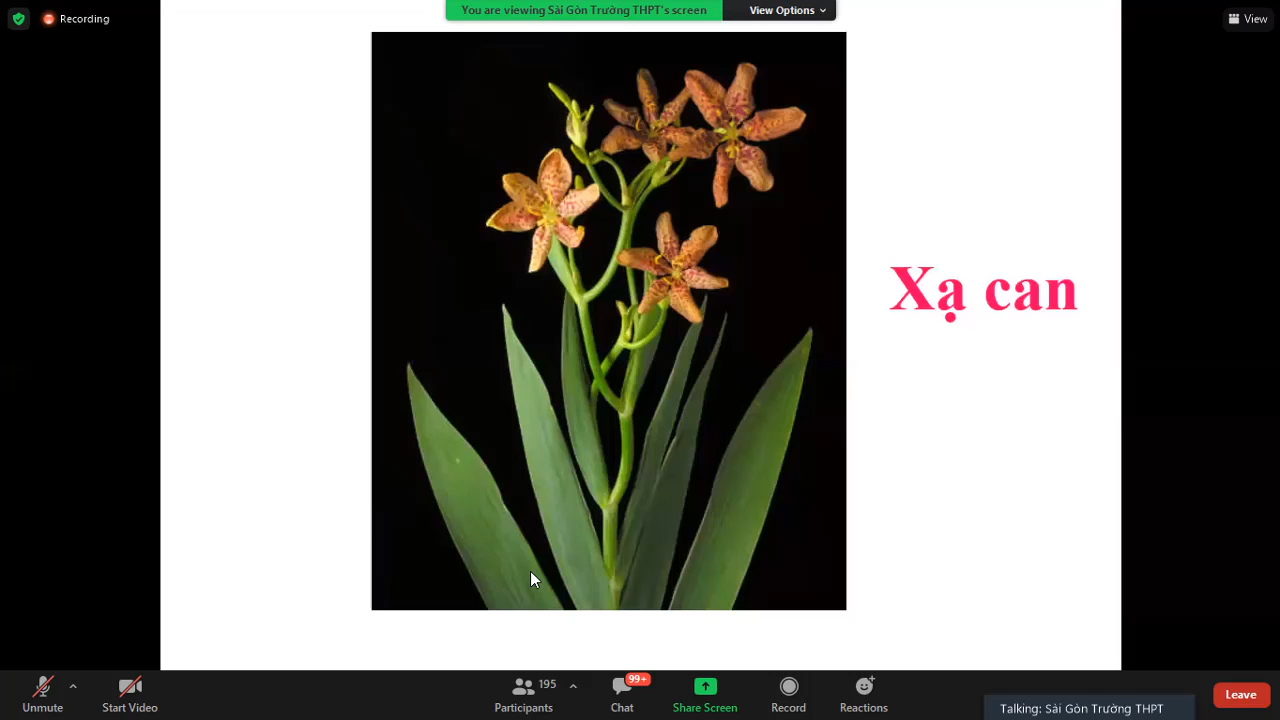 Recording
You are viewing Sài Gòn Trường THPT's screen
View Options
View
Xạ can
Unmute
Start Video
195
Participants
99+
Chat
Share Screen
Record
Reactions
Talking: Sài Gòn Trường THPT
Leave